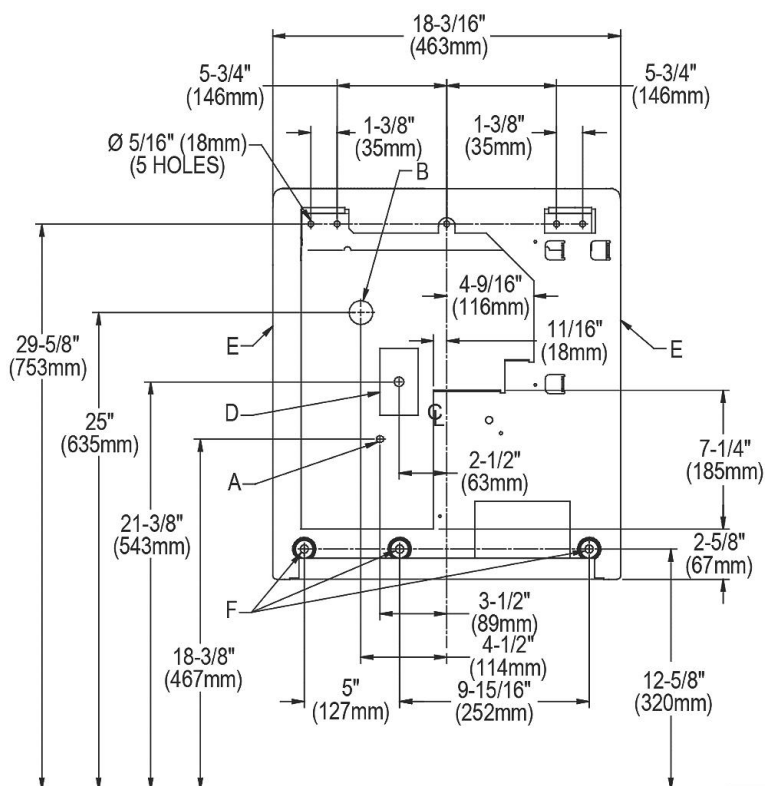 18-3/16"
(463mm)
5-3/4"
(146mm)
5-3/4"
(146mm)
1-3/8"
(35mm)
1-3/8"
(35mm)
Ø 5/16" (18mm)
(5 HOLES)
B
4-9/16"
(116mm)
11/16"
(18mm)
E
E
29-5/8"
(753mm)
25"
(635mm)
D
CL
A
2-1/2"
(63mm)
7-1/4"
(185mm)
21-3/8"
(543mm)
2-5/8"
(67mm)
F
3-1/2"
(89mm)
18-3/8"
(467mm)
4-1/2"
(114mm)
5"
(127mm)
9-15/16"
(252mm)
12-5/8"
(320mm)